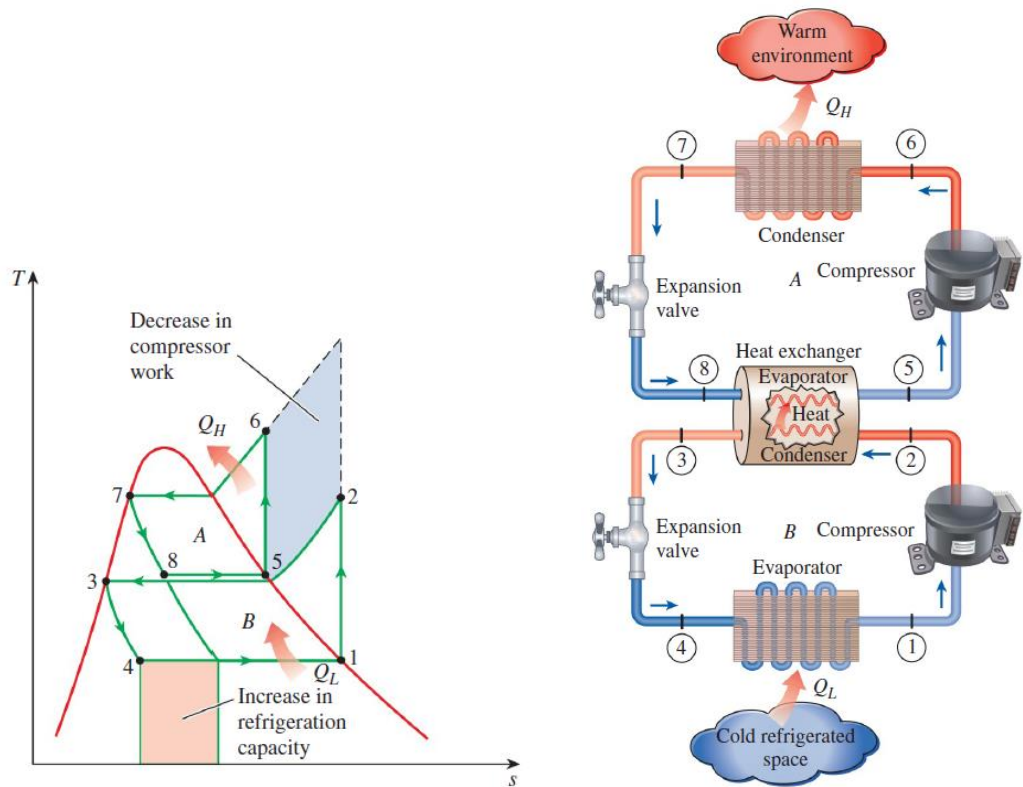 T
Decrease in
compressor
work
Q_H
6
7
2
A
8
5
3
B
4
1
Q_L
Increase in
refrigeration
capacity
s
Warm
environment
Q_H
7
6
Condenser
Expansion
valve
A
Compressor
Heat exchanger
8
Evaporator
5
Heat
3
Condenser
2
Expansion
valve
B
Compressor
Evaporator
4
1
Q_L
Cold refrigerated
space